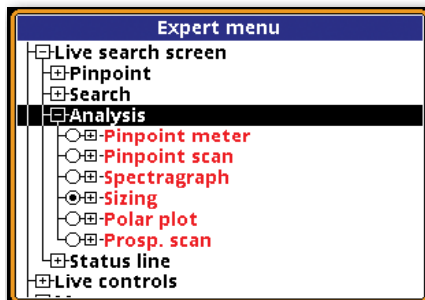 Expert menu
Live search screen
Pinpoint
Search
Analysis
Pinpoint meter
Pinpoint scan
Spectragraph
Sizing
Polar plot
Prosp. scan
Status line
Live controls